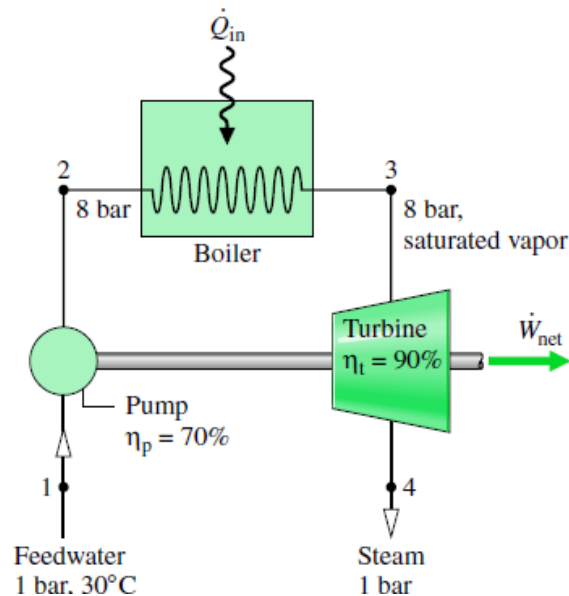 Q̇in
2
3
8 bar
8 bar,
saturated vapor
Boiler
Turbine
ηt = 90%
Ẇnet
Pump
ηp = 70%
1
4
Feedwater
1 bar, 30°C
Steam
1 bar